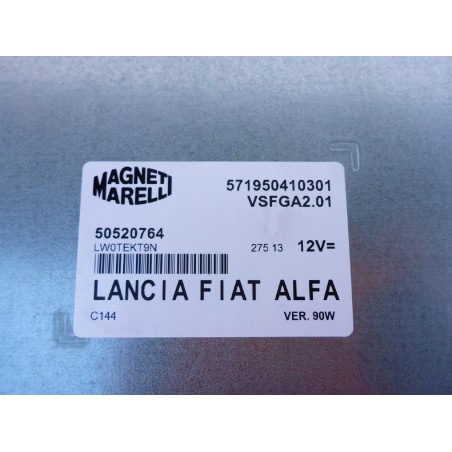 MAGNETI
MARELLI
571950410301
VSFGA2.01
50520764
LW0TEKT9N
275 13 12V=
LANCIA FIAT ALFA
C144 VER. 90W